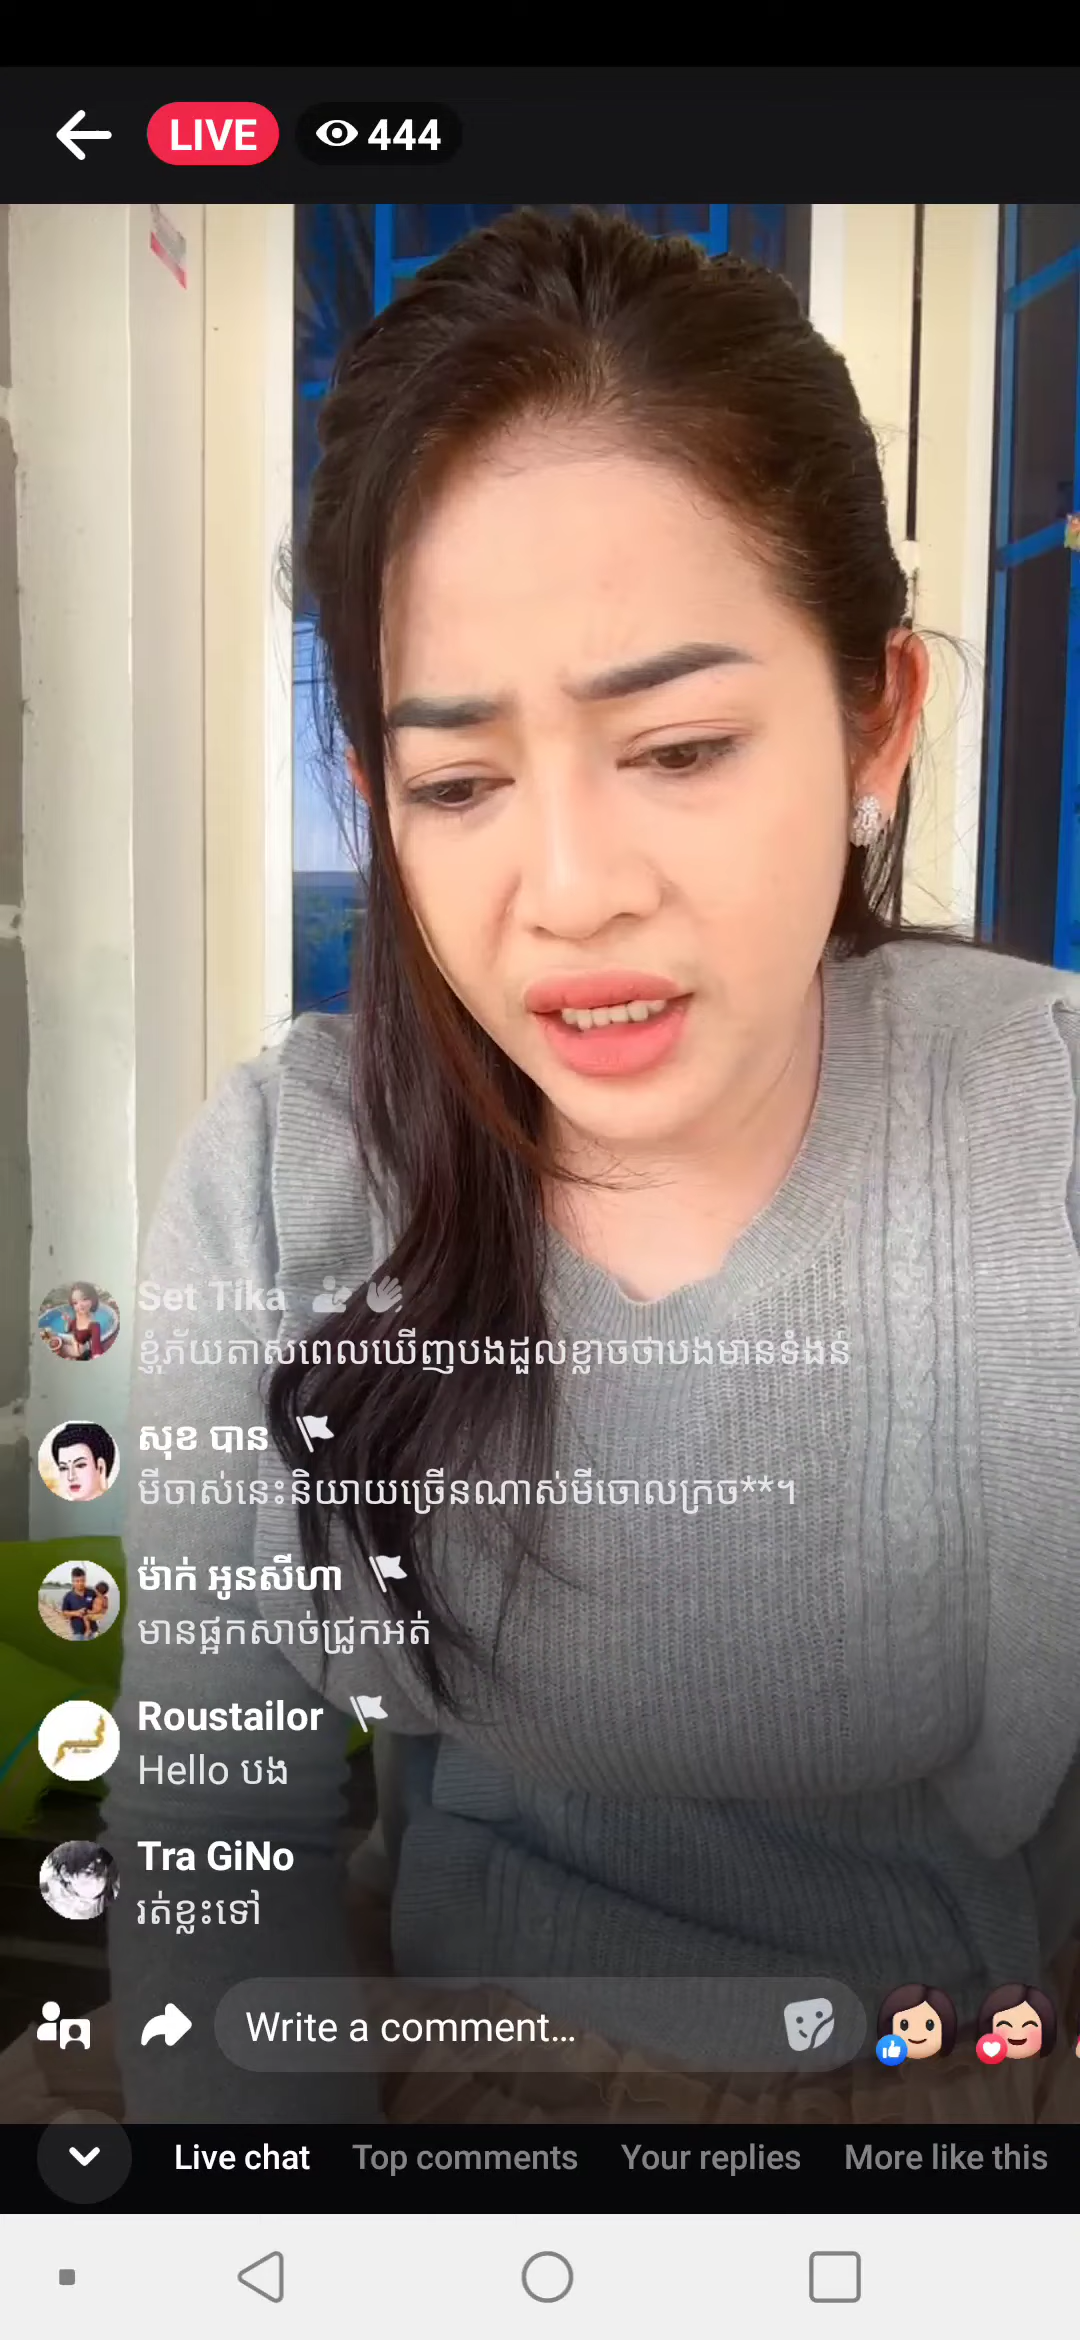 LIVE
444
Set Tika
ខ្ញុំភ័យតាសពេលឃើញបងដួលខ្លាចថាបងមានទំងន់
សុខ បាន
មីចាស់នេះនិយាយច្រើនណាស់មីចោលក្រច**។
ម៉ាក់ អូនសីហា
មានផ្អកសាច់ជ្រូកអត់
Roustailor
Hello បង
Tra GiNo
រត់ខ្លះទៅ
Write a comment...
Live chat
Top comments
Your replies
More like this